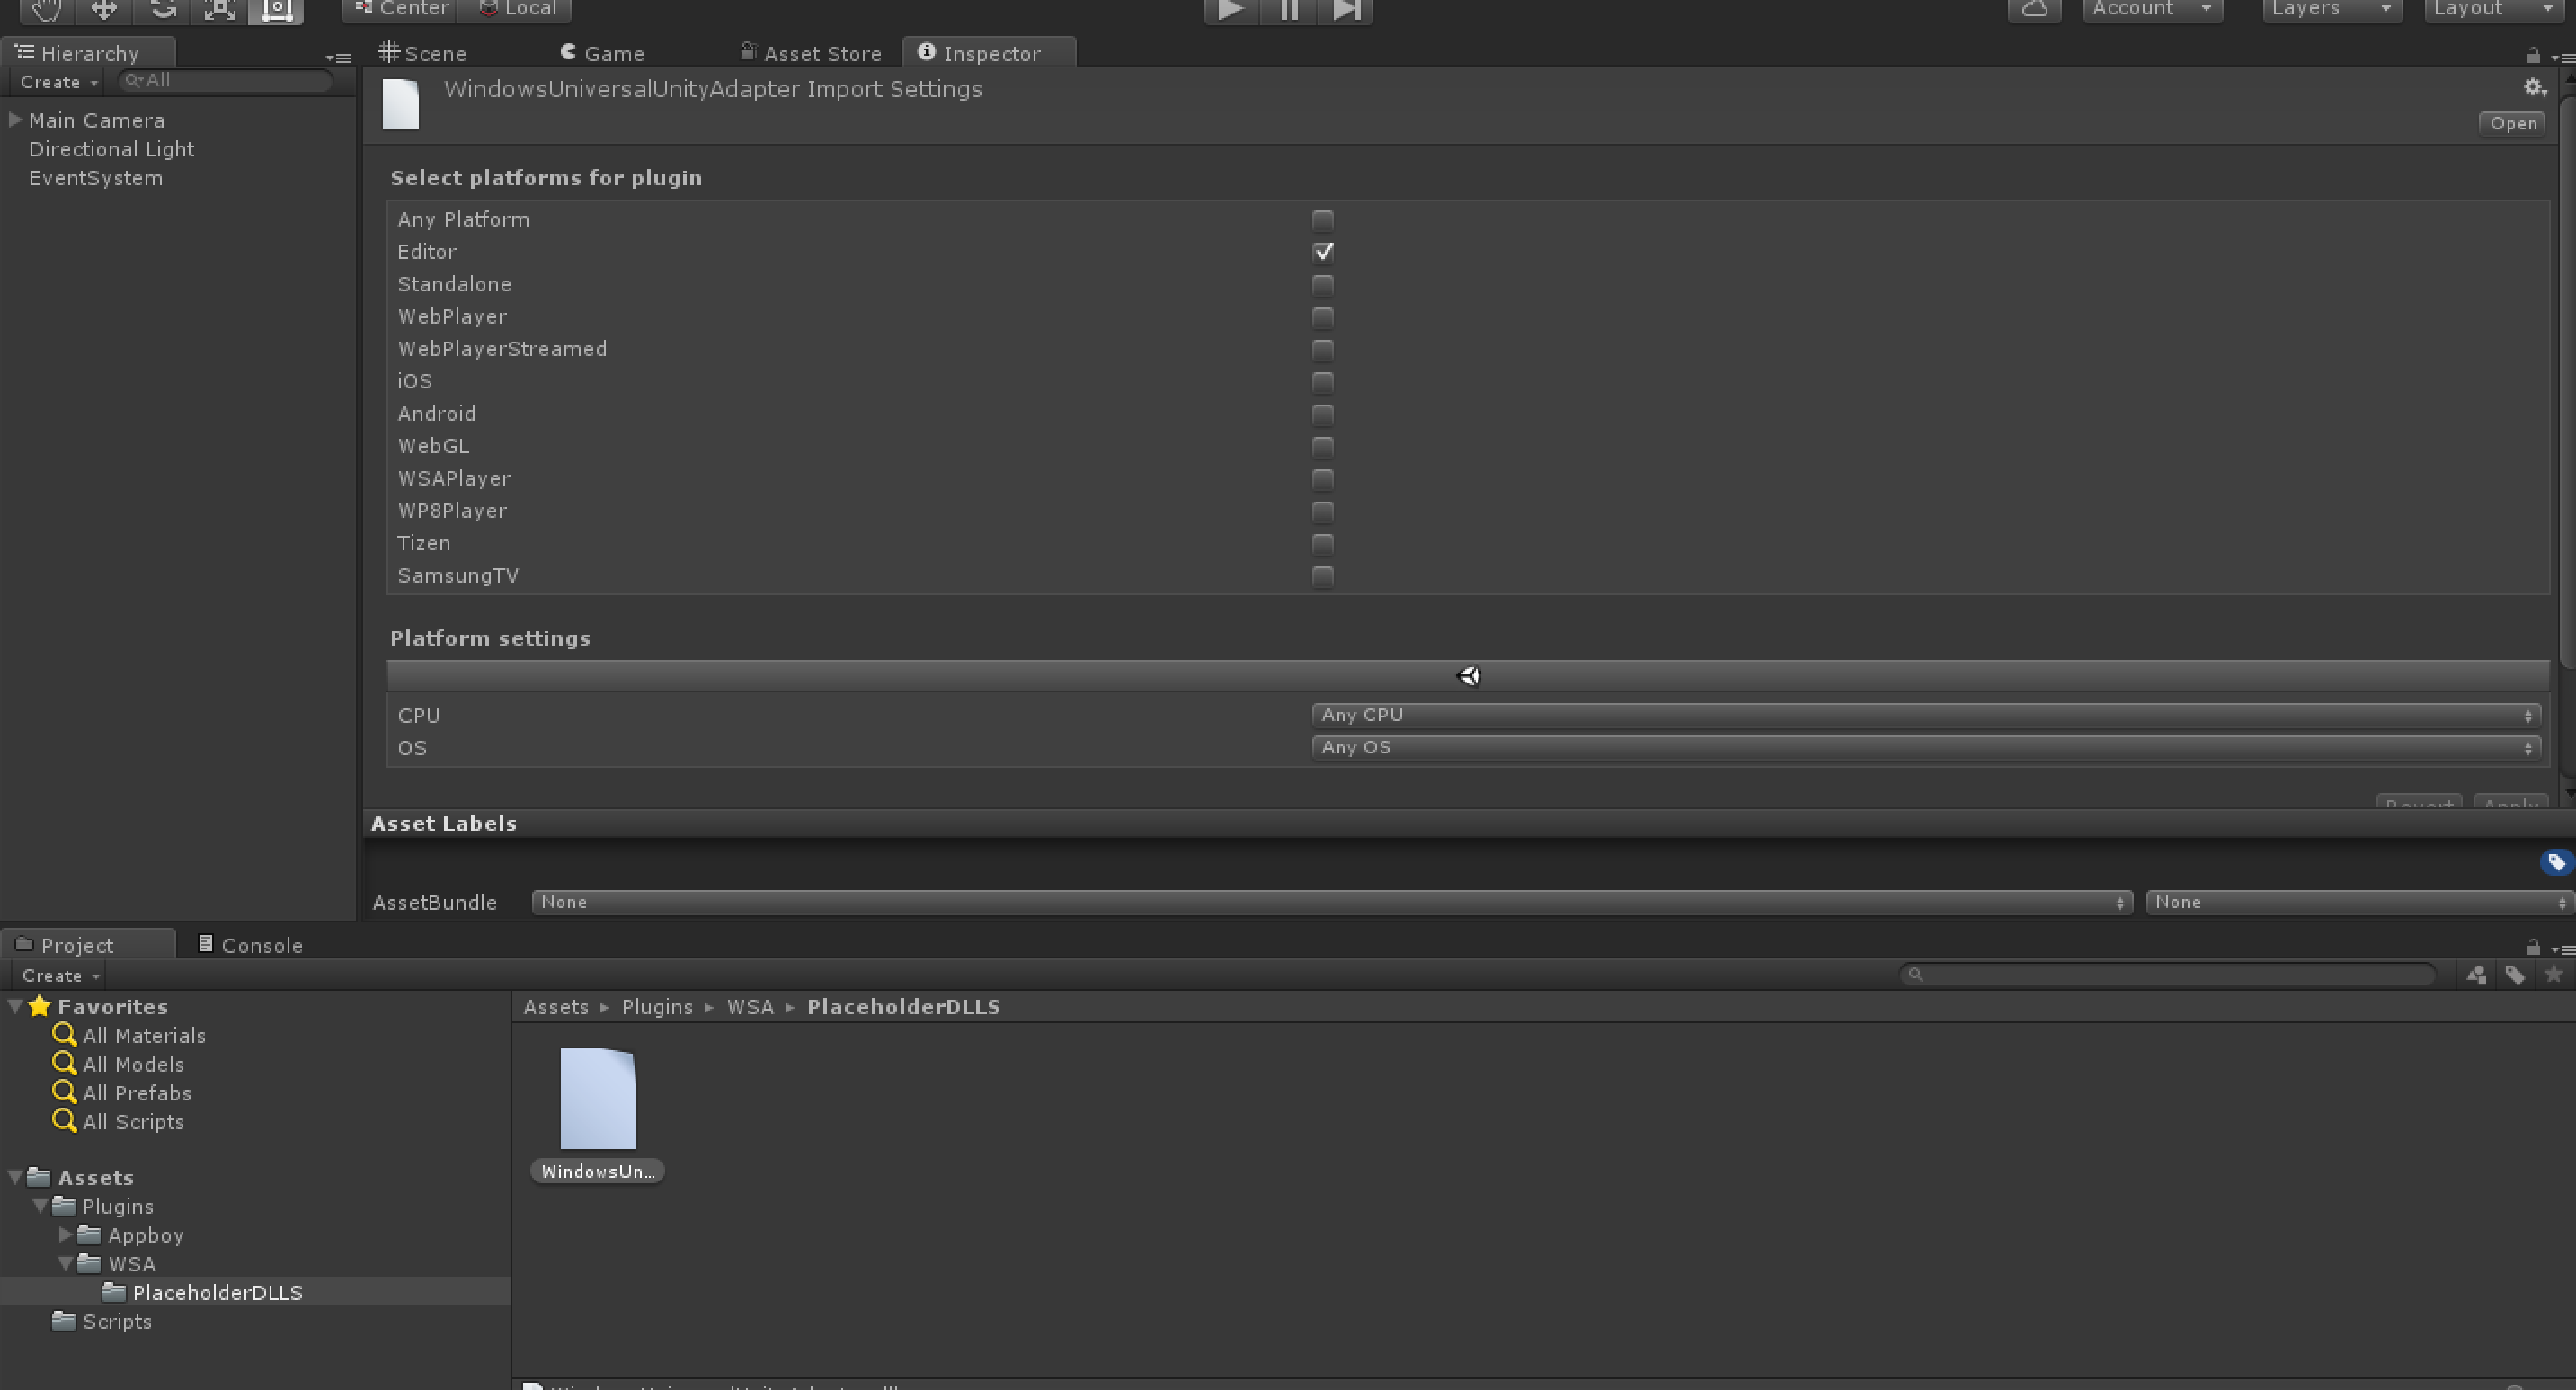 Center Local
Account Layers Layout
Hierarchy
Scene Game Asset Store Inspector
Create All
WindowsUniversalUnityAdapter Import Settings
Open
Main Camera
Directional Light
EventSystem
Select platforms for plugin
Any Platform
Editor
Standalone
WebPlayer
WebPlayerStreamed
iOS
Android
WebGL
WSAPlayer
WP8Player
Tizen
SamsungTV
Platform settings
CPU Any CPU
OS Any OS
Revert Apply
Asset Labels
AssetBundle None None
Project Console
Create
Favorites
All Materials
All Models
All Prefabs
All Scripts
Assets
Plugins
Appboy
WSA
PlaceholderDLLS
Scripts
Assets Plugins WSA PlaceholderDLLS
WindowsUn...